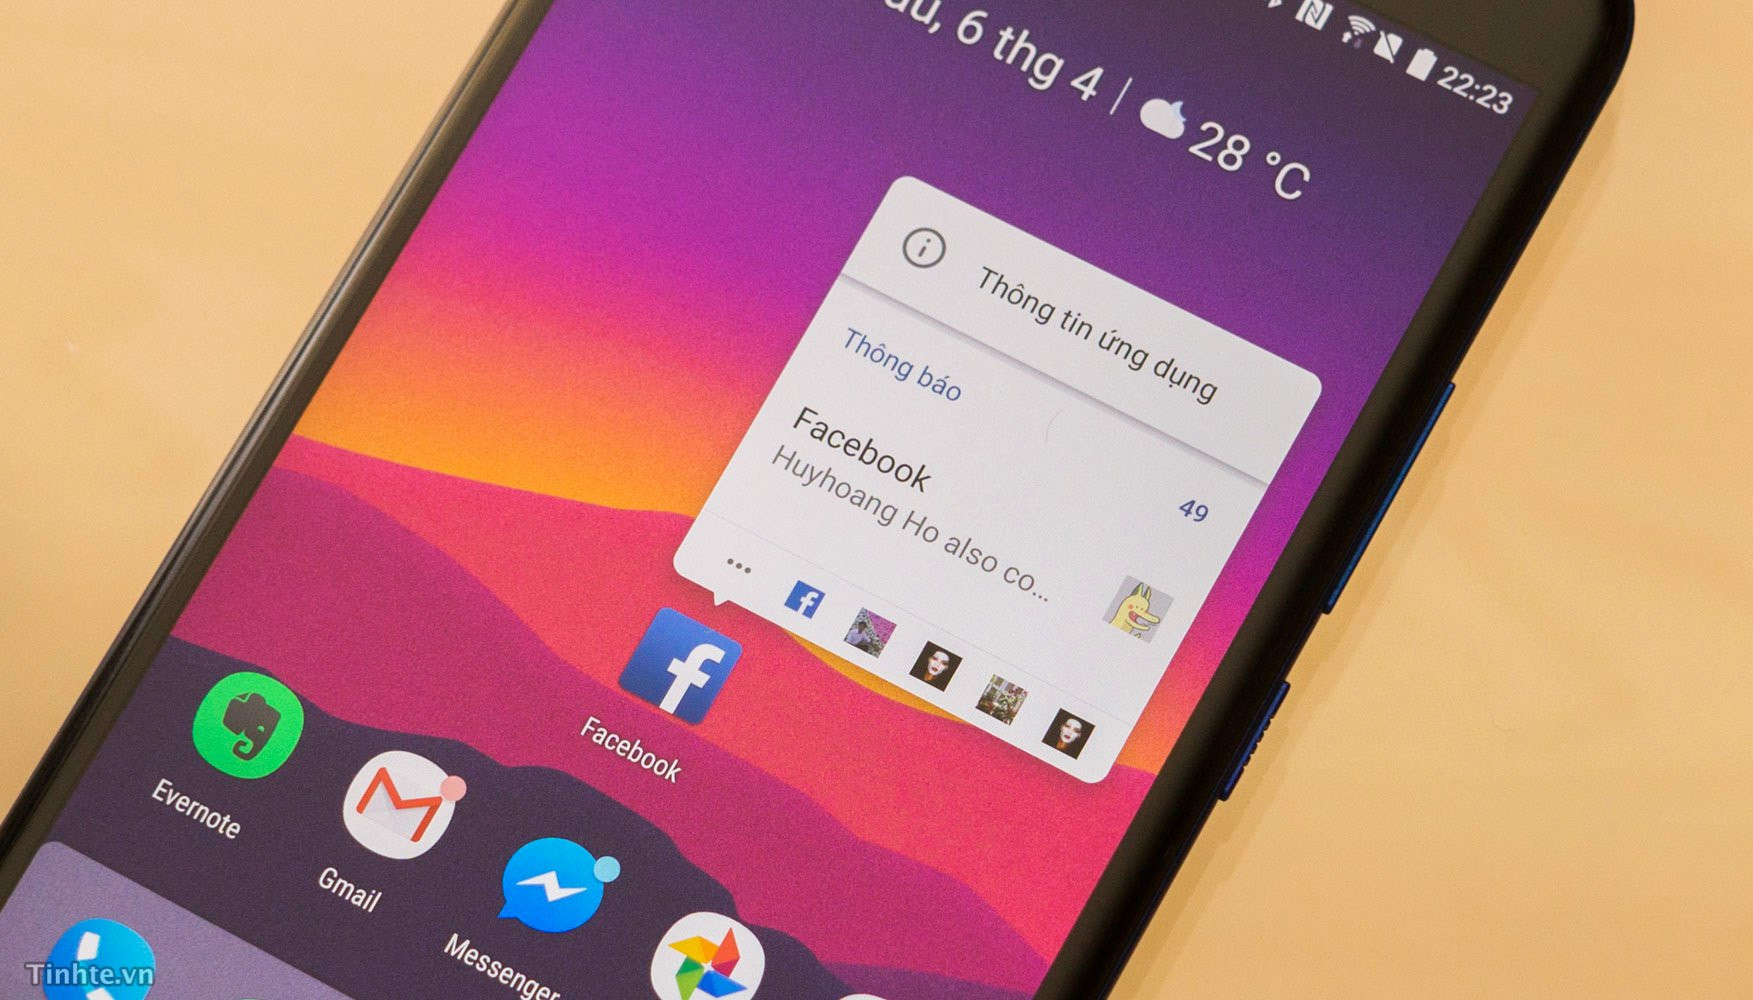 22:23
6 thg 4 | 28 °C
Thông tin ứng dụng
Thông báo
Facebook
49
Huyhoang Ho also co...
Facebook
Evernote
Gmail
Messenger
Tinhte.vn